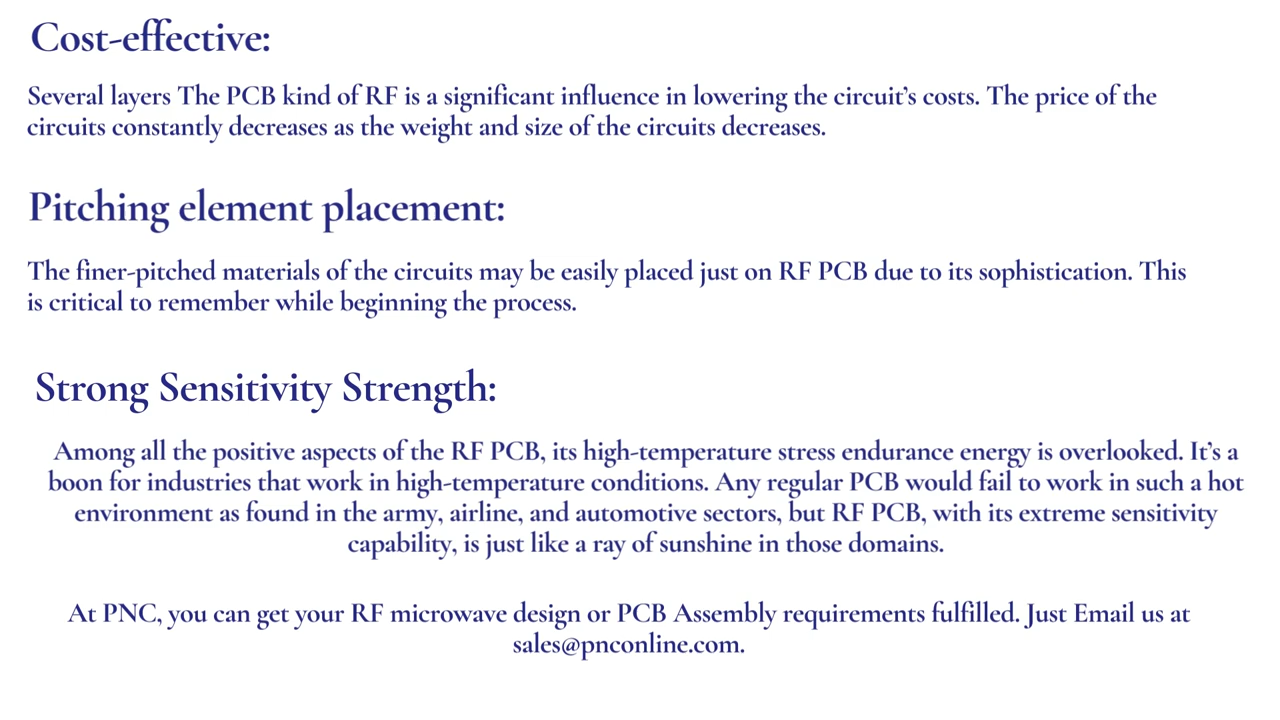 Cost-effective:
Several layers The PCB kind of RF is a significant influence in lowering the circuit's costs. The price of the
circuits constantly decreases as the weight and size of the circuits decreases.
Pitching element placement:
The finer-pitched materials of the circuits may be easily placed just on RF PCB due to its sophistication. This
is critical to remember while beginning the process.
Strong Sensitivity Strength:
Among all the positive aspects of the RF PCB, its high-temperature stress endurance energy is overlooked. It's a
boon for industries that work in high-temperature conditions. Any regular PCB would fail to work in such a hot
environment as found in the army, airline, and automotive sectors, but RF PCB, with its extreme sensitivity
capability, is just like a ray of sunshine in those domains.
At PNC, you can get your RF microwave design or PCB Assembly requirements fulfilled. Just Email us at
sales@pnconline.com.